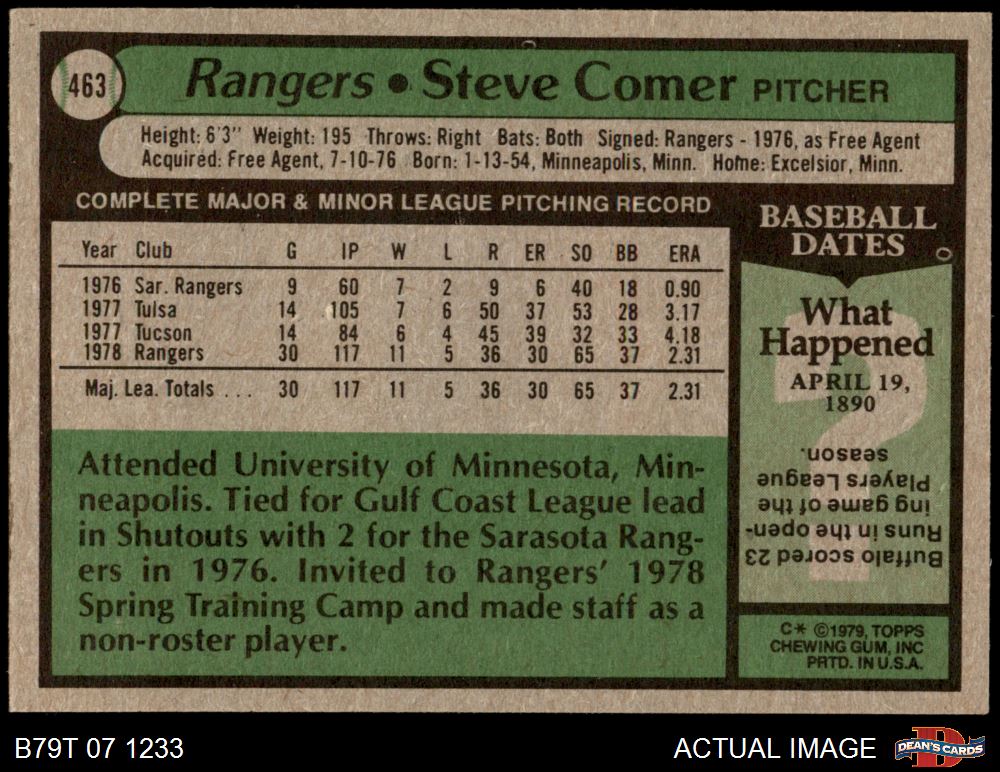 463
Rangers • Steve Comer PITCHER
Height: 6'3" Weight: 195 Throws: Right Bats: Both Signed: Rangers - 1976, as Free Agent
Acquired: Free Agent, 7-10-76 Born: 1-13-54, Minneapolis, Minn. Home: Excelsior, Minn.
COMPLETE MAJOR & MINOR LEAGUE PITCHING RECORD
Year Club G IP W L R ER SO BB ERA
1976 Sar. Rangers 9 60 7 2 9 6 40 18 0.90
1977 Tulsa 14 105 7 6 50 37 53 28 3.17
1977 Tucson 14 84 6 4 45 39 32 33 4.18
1978 Rangers 30 117 11 5 36 30 65 37 2.31
Maj. Lea. Totals . . . 30 117 11 5 36 30 65 37 2.31
Attended University of Minnesota, Min-
neapolis. Tied for Gulf Coast League lead
in Shutouts with 2 for the Sarasota Rang-
ers in 1976. Invited to Rangers' 1978
Spring Training Camp and made staff as a
non-roster player.
BASEBALL
DATES
What
Happened
APRIL 19,
1890
?
Buffalo scored 23
Runs in the open-
ing game of the
Players League
season.
C* ©1979, TOPPS
CHEWING GUM, INC
PRTD. IN U.S.A.
B79T 07 1233
ACTUAL IMAGE
D
DEAN'S CARDS